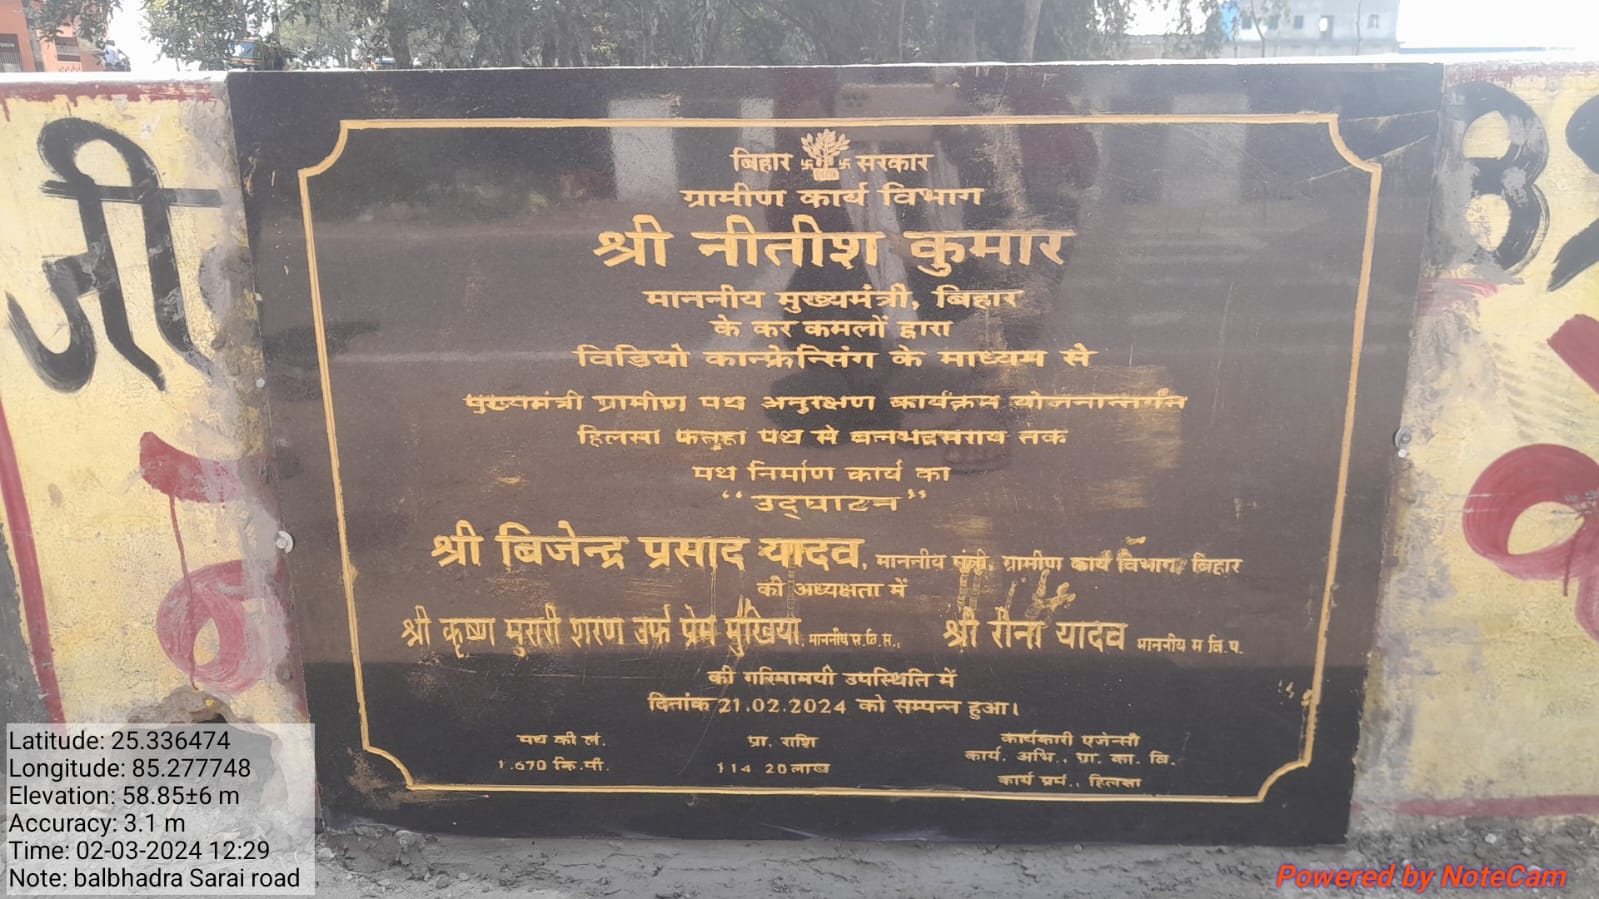 बिहार सरकार
ग्रामीण कार्य विभाग
श्री नीतीश कुमार
माननीय मुख्यमंत्री, बिहार
के कर कमलों द्वारा
विडियो कान्फ्रेन्सिंग के माध्यम से
मुख्यमंत्री ग्रामीण पथ अनुरक्षण कार्यक्रम योजनान्तर्गत
हिलसा फतुहा पथ से बलभद्रसराय तक
पथ निर्माण कार्य का
“उद्घाटन”
श्री बिजेन्द्र प्रसाद यादव, माननीय मंत्री, ग्रामीण कार्य विभाग, बिहार
की अध्यक्षता में
श्री कृष्ण मुरारी शरण उर्फ प्रेम मुखिया, माननीय स.वि.स., श्री रीना यादव माननीय स वि.प.
की गरिमामयी उपस्थिति में
दिनांक 21.02.2024 को सम्पन्न हुआ।
पथ की लं. प्रा. राशि कार्यकारी एजेन्सी
1.670 कि.मी. 114.20 लाख कार्य. अभि., ग्रा. का. वि.
कार्य प्रमं., हिलसा
जी
Latitude: 25.336474
Longitude: 85.277748
Elevation: 58.85±6 m
Accuracy: 3.1 m
Time: 02-03-2024 12:29
Note: balbhadra Sarai road
Powered by NoteCam